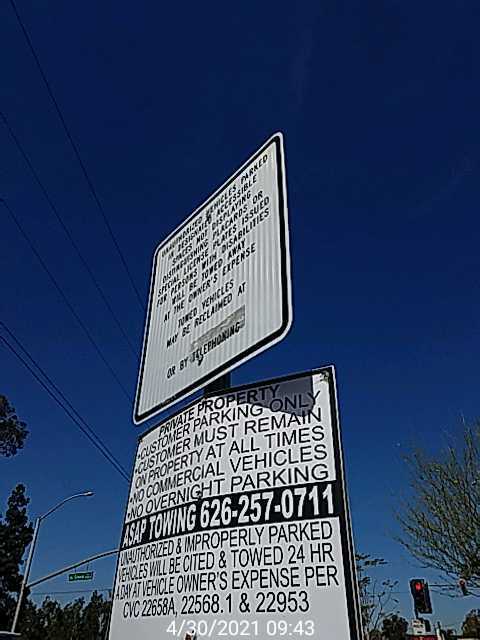 UNAUTHORIZED VEHICLES PARKED
IN DESIGNATED ACCESSIBLE
SPACES NOT DISPLAYING
DISTINGUISHING PLACARDS OR
SPECIAL LICENSE PLATES ISSUED
FOR PERSONS WITH DISABILITIES
WILL BE TOWED AWAY
AT THE OWNER'S EXPENSE
TOWED VEHICLES
MAY BE RECLAIMED AT
OR BY TELEPHONING
PRIVATE PROPERTY
•CUSTOMER PARKING ONLY
•CUSTOMER MUST REMAIN
ON PROPERTY AT ALL TIMES
•NO COMMERCIAL VEHICLES
•NO OVERNIGHT PARKING
ASAP TOWING 626-257-0711
UNAUTHORIZED & IMPROPERLY PARKED
VEHICLES WILL BE CITED & TOWED 24 HR
A DAY AT VEHICLE OWNER'S EXPENSE PER
CVC 22658A, 22568.1 & 22953
4/30/2021 09:43